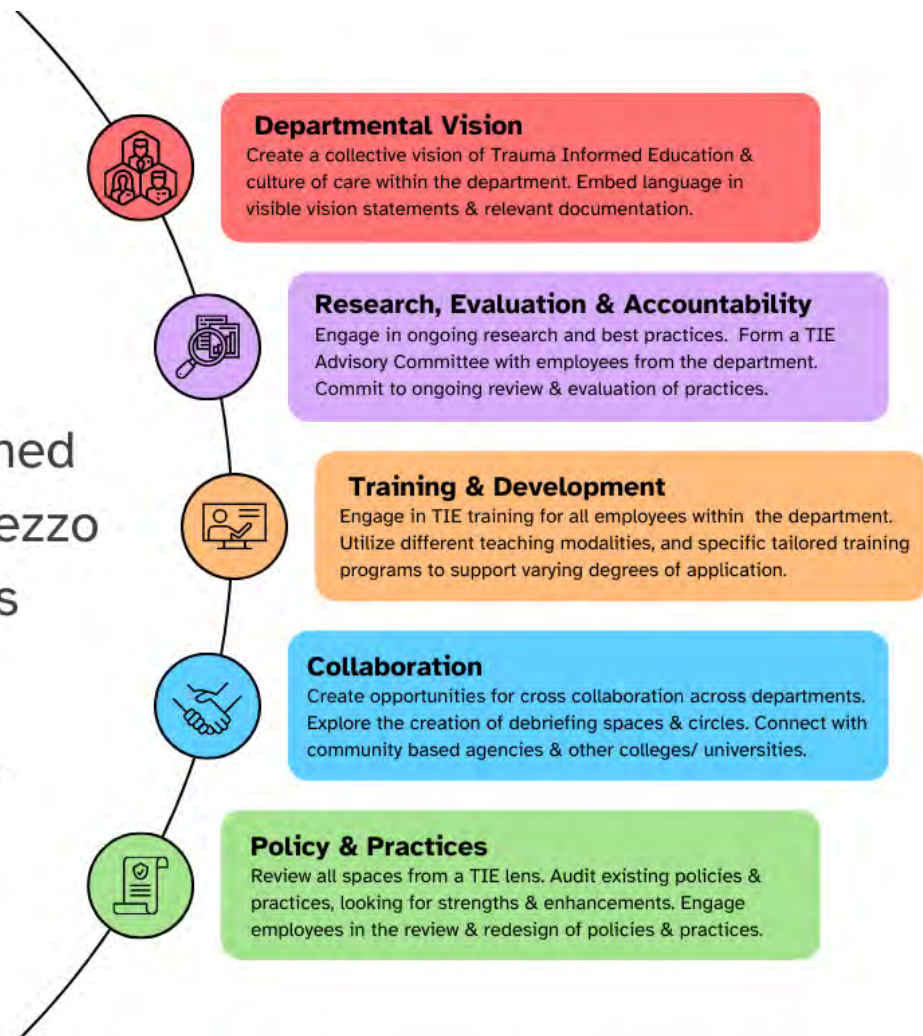 Departmental Vision
Create a collective vision of Trauma Informed Education &
culture of care within the department. Embed language in
visible vision statements & relevant documentation.
Research, Evaluation & Accountability
Engage in ongoing research and best practices. Form a TIE
Advisory Committee with employees from the department.
Commit to ongoing review & evaluation of practices.
Training & Development
Engage in TIE training for all employees within the department.
Utilize different teaching modalities, and specific tailored training
programs to support varying degrees of application.
Collaboration
Create opportunities for cross collaboration across departments.
Explore the creation of debriefing spaces & circles. Connect with
community based agencies & other colleges/ universities.
Policy & Practices
Review all spaces from a TIE lens. Audit existing policies &
practices, looking for strengths & enhancements. Engage
employees in the review & redesign of policies & practices.